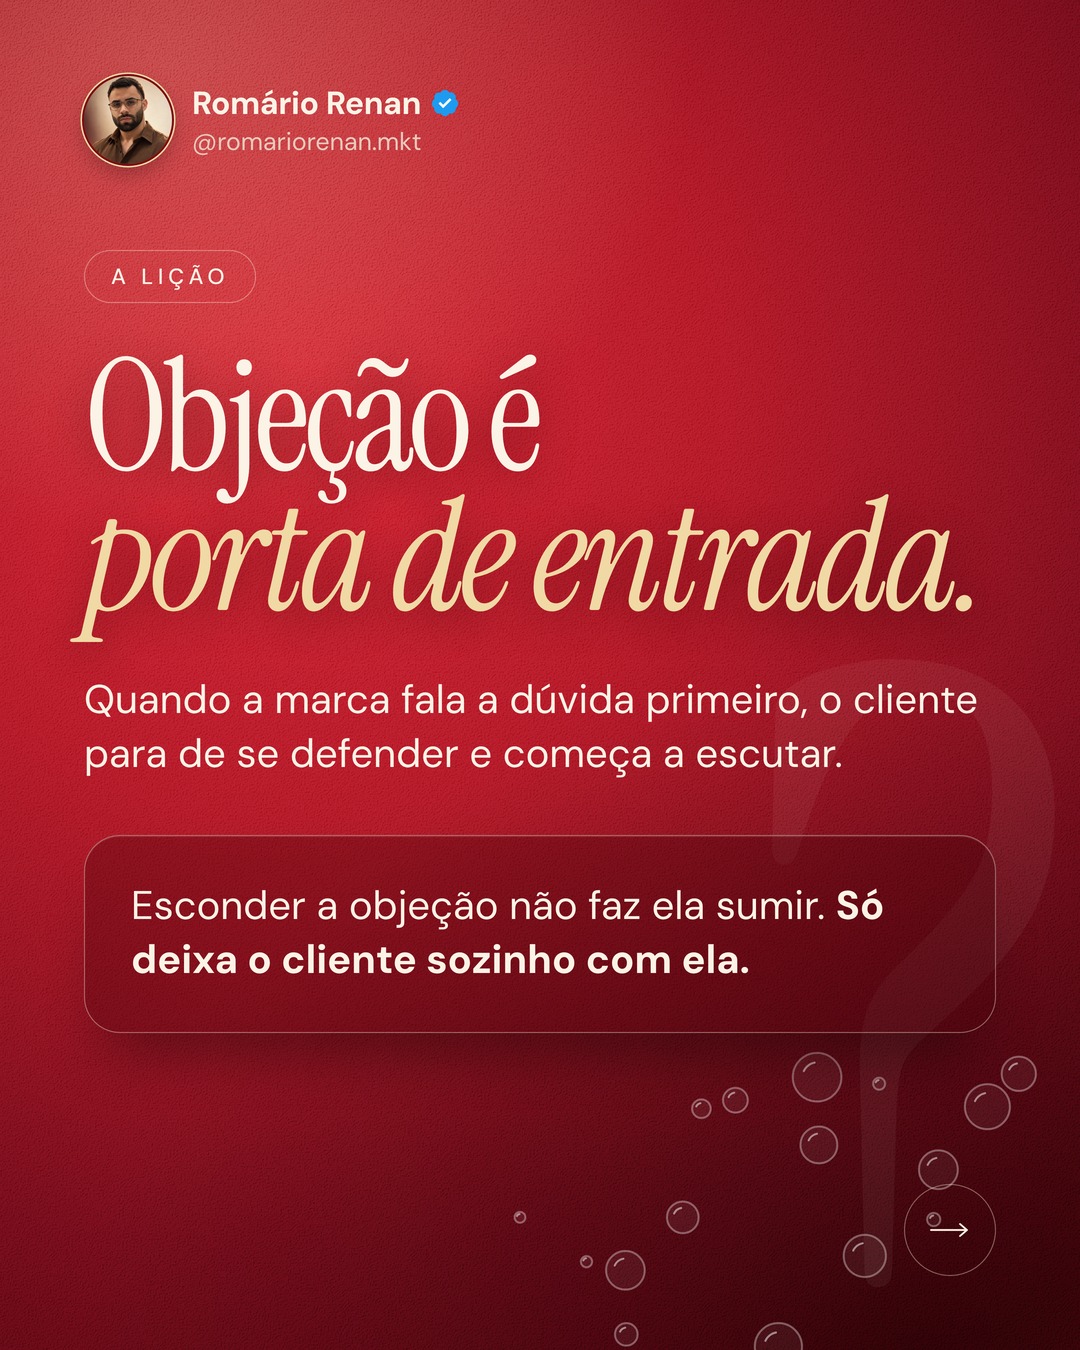 Romário Renan
@romariorenan.mkt
A LIÇÃO
Objeção é
porta de entrada.
Quando a marca fala a dúvida primeiro, o cliente
para de se defender e começa a escutar.
Esconder a objeção não faz ela sumir. Só
deixa o cliente sozinho com ela.
?